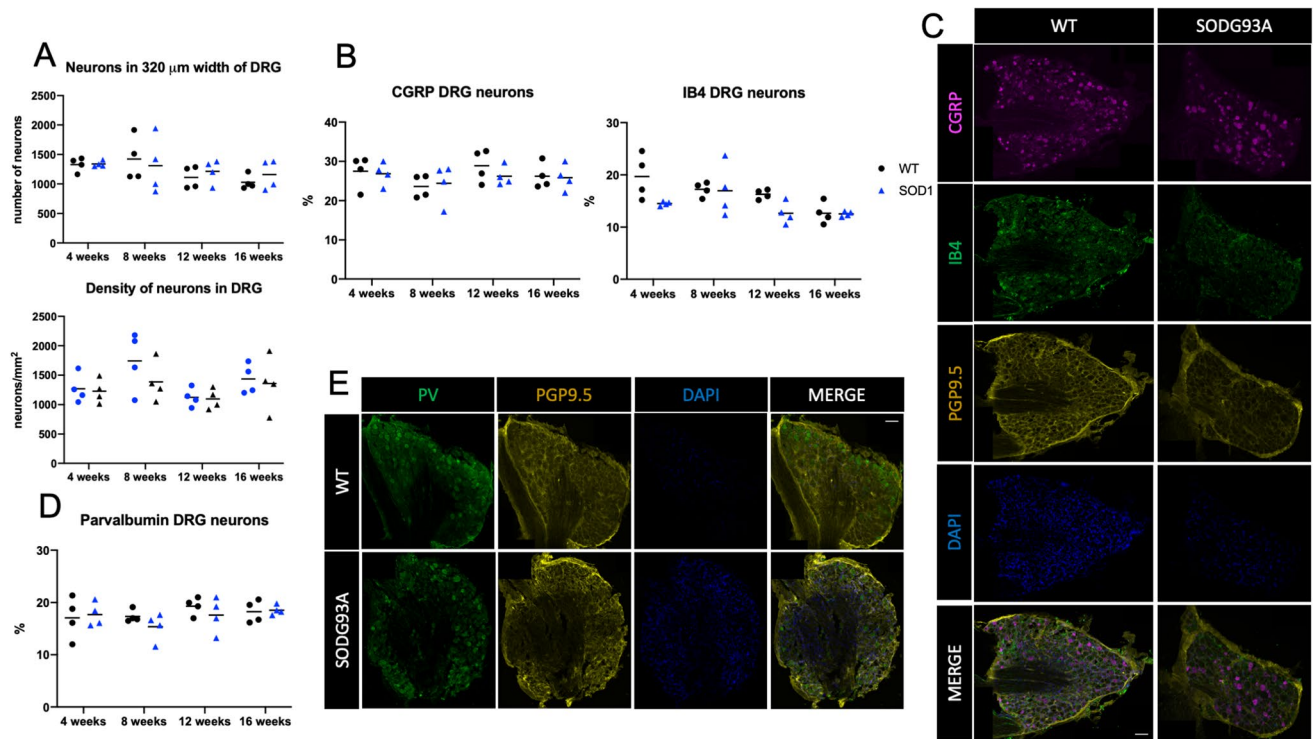 A
Neurons in 320 μm width of DRG
number of neurons
2500
2000
1500
1000
500
0
4 weeks 8 weeks 12 weeks 16 weeks
Density of neurons in DRG
neurons/mm²
2500
2000
1500
1000
500
0
4 weeks 8 weeks 12 weeks 16 weeks
B
CGRP DRG neurons
%
40
30
20
10
0
4 weeks 8 weeks 12 weeks 16 weeks
IB4 DRG neurons
%
30
20
10
0
4 weeks 8 weeks 12 weeks 16 weeks
WT
SOD1
C
WT SODG93A
CGRP
IB4
PGP9.5
DAPI
MERGE
D
Parvalbumin DRG neurons
%
30
20
10
0
4 weeks 8 weeks 12 weeks 16 weeks
E
PV PGP9.5 DAPI MERGE
WT
SODG93A